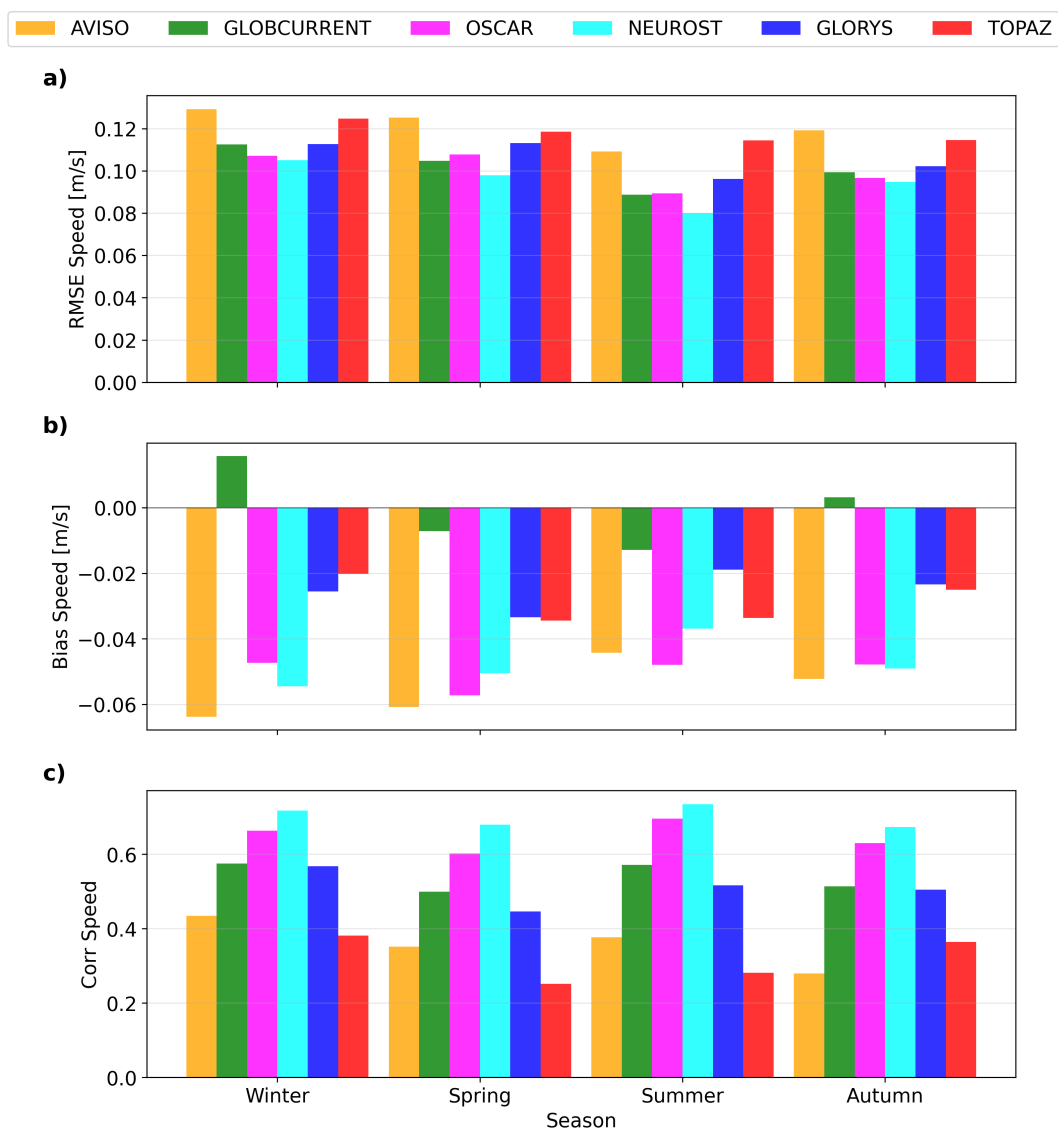 AVISO GLOBCURRENT OSCAR NEUROST GLORYS TOPAZ
a)
RMSE Speed [m/s]
0.12
0.10
0.08
0.06
0.04
0.02
0.00
b)
Bias Speed [m/s]
0.00
−0.02
−0.04
−0.06
c)
Corr Speed
0.6
0.4
0.2
0.0
Winter Spring Summer Autumn
Season